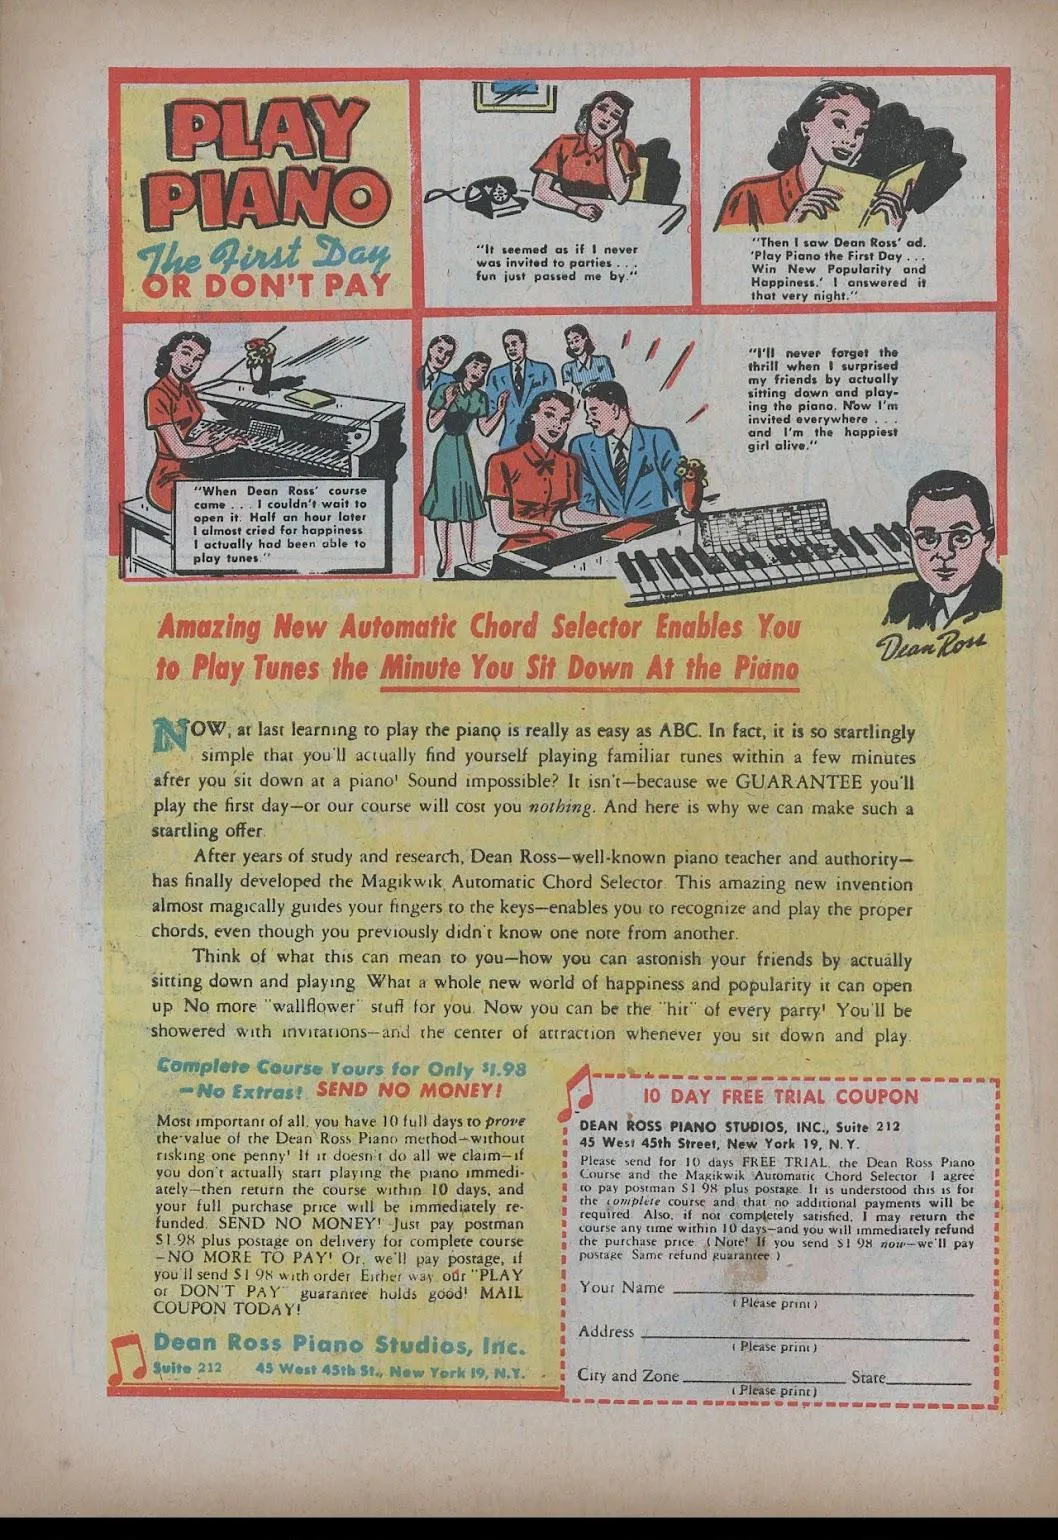 PLAY
PIANO
The First Day
OR DON'T PAY
"It seemed as if I never
was invited to parties . . .
fun just passed me by."
"Then I saw Dean Ross' ad.
'Play Piano the First Day . . .
Win New Popularity and
Happiness.' I answered it
that very night."
"When Dean Ross' course
came . . . I couldn't wait to
open it. Half an hour later
I almost cried for happiness
I actually had been able to
play tunes."
"I'll never forget the
thrill when I surprised
my friends by actually
sitting down and play-
ing the piano. Now I'm
invited everywhere . . .
and I'm the happiest
girl alive."
Dean Ross
Amazing New Automatic Chord Selector Enables You
to Play Tunes the Minute You Sit Down At the Piano
NOW, at last learning to play the piano is really as easy as ABC. In fact, it is so startlingly
simple that you'll actually find yourself playing familiar tunes within a few minutes
after you sit down at a piano! Sound impossible? It isn't—because we GUARANTEE you'll
play the first day—or our course will cost you nothing. And here is why we can make such a
startling offer.
After years of study and research, Dean Ross—well-known piano teacher and authority—
has finally developed the Magikwik Automatic Chord Selector. This amazing new invention
almost magically guides your fingers to the keys—enables you to recognize and play the proper
chords, even though you previously didn't know one note from another.
Think of what this can mean to you—how you can astonish your friends by actually
sitting down and playing. What a whole new world of happiness and popularity it can open
up. No more "wallflower" stuff for you. Now you can be the "hit" of every party! You'll be
showered with invitations—and the center of attraction whenever you sit down and play.
Complete Course Yours for Only $1.98
—No Extras! SEND NO MONEY!
Most important of all, you have 10 full days to prove
the value of the Dean Ross Piano method—without
risking one penny! If it doesn't do all we claim—if
you don't actually start playing the piano immedi-
ately—then return the course within 10 days, and
your full purchase price will be immediately re-
funded. SEND NO MONEY! Just pay postman
$1.98 plus postage on delivery for complete course
—NO MORE TO PAY! Or, we'll pay postage, if
you'll send $1.98 with order. Either way our "PLAY
or DON'T PAY" guarantee holds good! MAIL
COUPON TODAY!
Dean Ross Piano Studios, Inc.
Suite 212 45 West 45th St., New York 19, N.Y.
10 DAY FREE TRIAL COUPON
DEAN ROSS PIANO STUDIOS, INC., Suite 212
45 West 45th Street, New York 19, N.Y.
Please send for 10 days FREE TRIAL, the Dean Ross Piano
Course and the Magikwik Automatic Chord Selector. I agree
to pay postman $1.98 plus postage. It is understood this is for
the complete course and that no additional payments will be
required. Also, if not completely satisfied, I may return the
course any time within 10 days—and you will immediately refund
the purchase price. (Note! If you send $1.98 now—we'll pay
postage. Same refund guarantee.)
Your Name
(Please print)
Address
(Please print)
City and Zone State
(Please print)